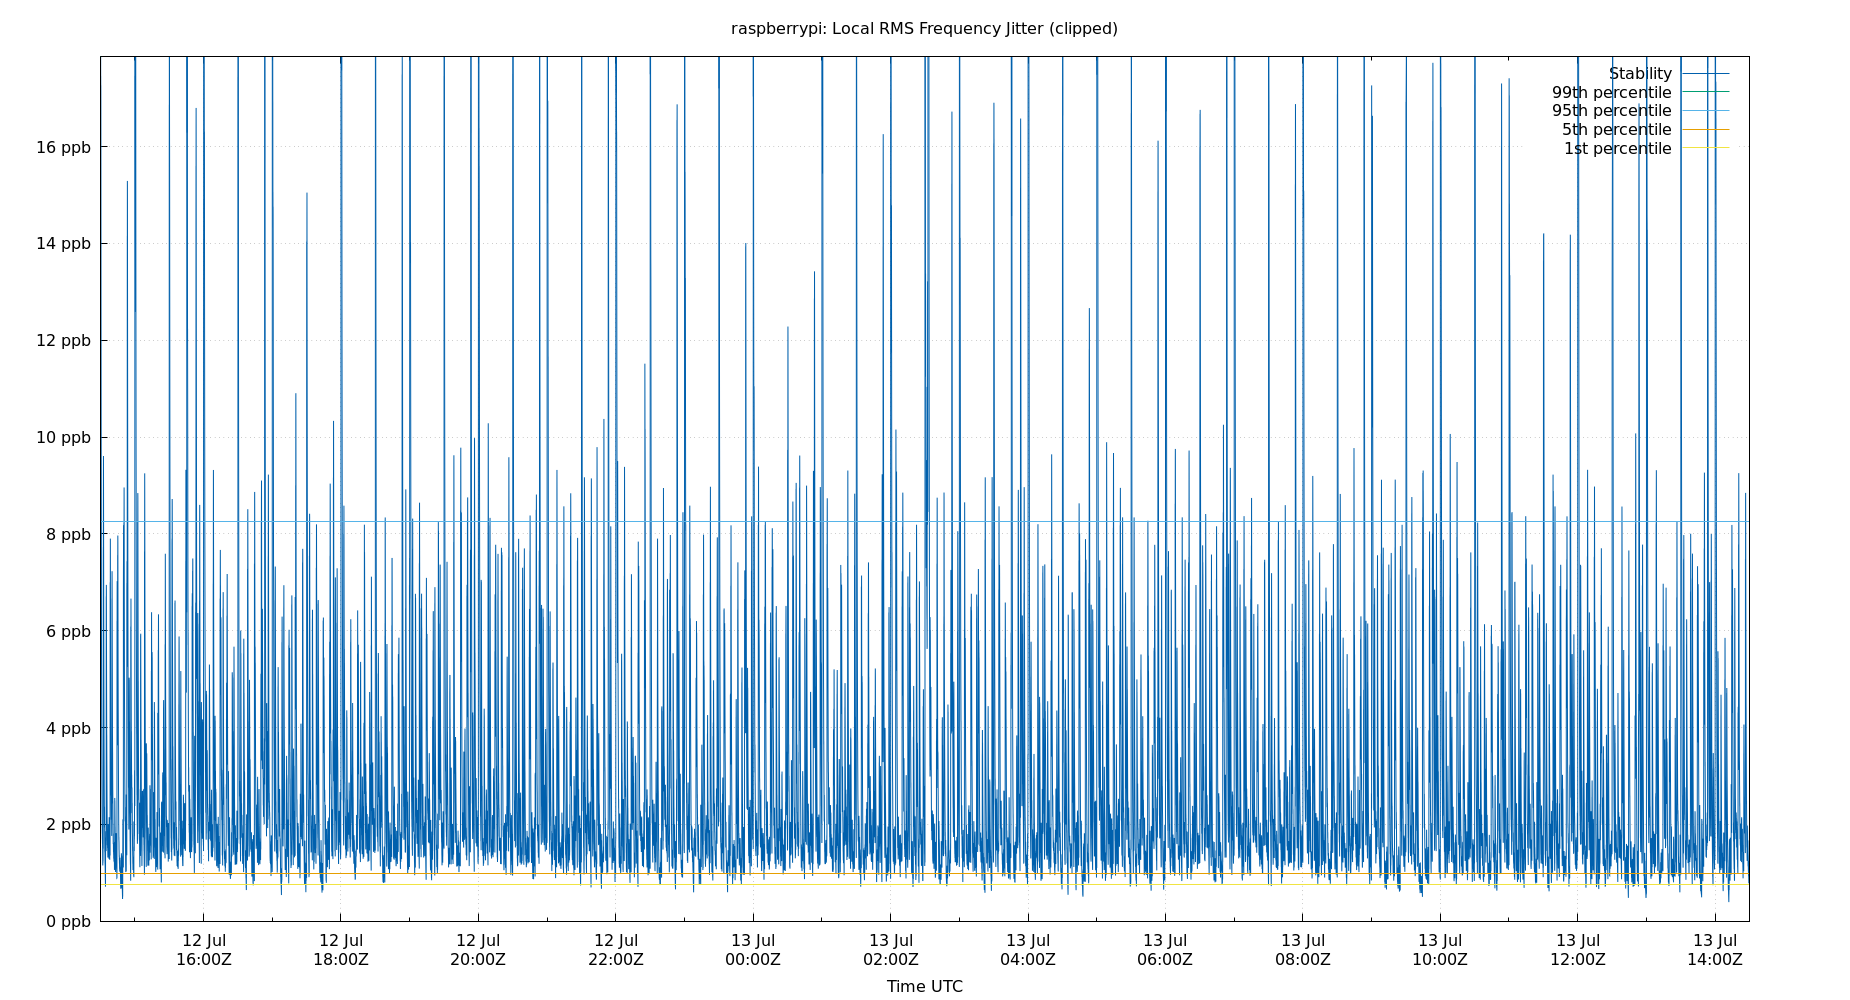 raspberrypi: Local RMS Frequency Jitter (clipped)
Stability
99th percentile
95th percentile
5th percentile
1st percentile
16 ppb
14 ppb
12 ppb
10 ppb
8 ppb
6 ppb
4 ppb
2 ppb
0 ppb
12 Jul 12 Jul 12 Jul 12 Jul 13 Jul 13 Jul 13 Jul 13 Jul 13 Jul 13 Jul 13 Jul 13 Jul
16:00Z 18:00Z 20:00Z 22:00Z 00:00Z 02:00Z 04:00Z 06:00Z 08:00Z 10:00Z 12:00Z 14:00Z
Time UTC